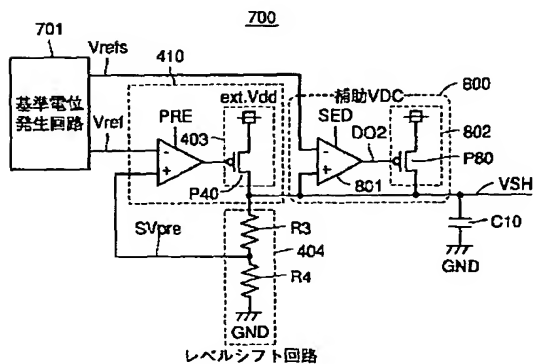 700
701
Vrefs
410
800
ext.Vdd
補助VDC
基準電位
発生回路
PRE
403
SED
DO2
802
Vref
-
+
-
+
P40
801
P80
VSH
SVpre
R3
404
C10
GND
R4
GND
レベルシフト回路